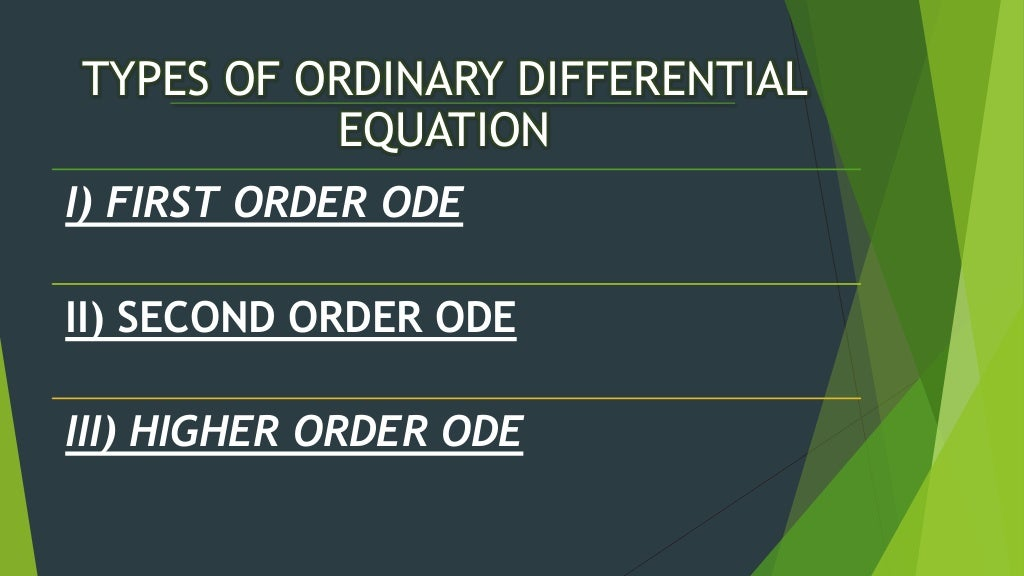 TYPES OF ORDINARY DIFFERENTIAL
EQUATION
I) FIRST ORDER ODE
II) SECOND ORDER ODE
III) HIGHER ORDER ODE